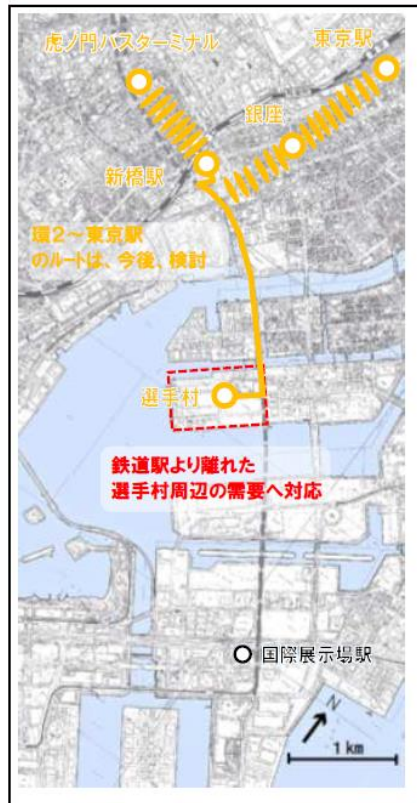 虎ノ門バスターミナル
東京駅
銀座
新橋駅
環2～東京駅
のルートは、今後、検討
選手村
鉄道駅より離れた
選手村周辺の需要へ対応
国際展示場駅
N
1 km